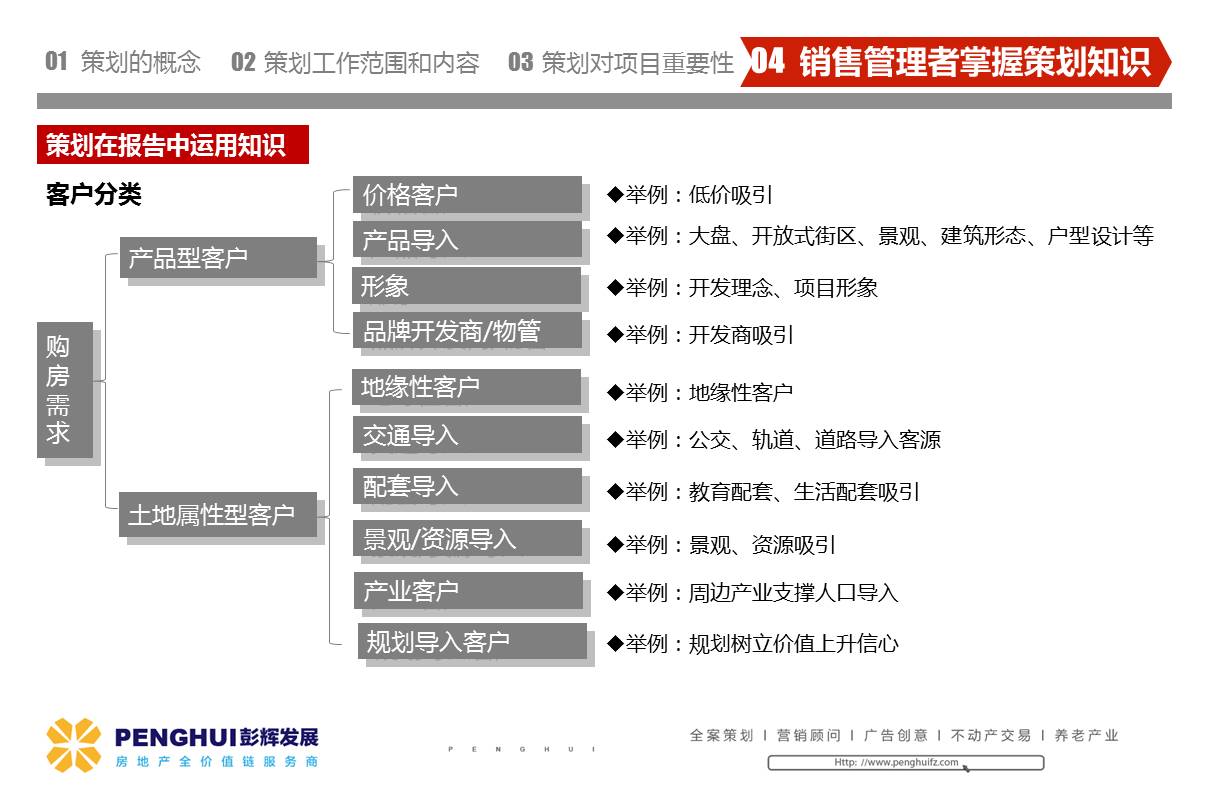 01 策划的概念 02 策划工作范围和内容 03 策划对项目重要性 04 销售管理者掌握策划知识
策划在报告中运用知识
客户分类
购房需求
产品型客户
价格客户 ◆举例：低价吸引
产品导入 ◆举例：大盘、开放式街区、景观、建筑形态、户型设计等
形象 ◆举例：开发理念、项目形象
品牌开发商/物管 ◆举例：开发商吸引
土地属性型客户
地缘性客户 ◆举例：地缘性客户
交通导入 ◆举例：公交、轨道、道路导入客源
配套导入 ◆举例：教育配套、生活配套吸引
景观/资源导入 ◆举例：景观、资源吸引
产业客户 ◆举例：周边产业支撑人口导入
规划导入客户 ◆举例：规划树立价值上升信心
PENGHUI彭辉发展
房地产全价值链服务商
PENGHUI
全案策划 I 营销顾问 I 广告创意 I 不动产交易 I 养老产业
Http: //www.penghuifz.com